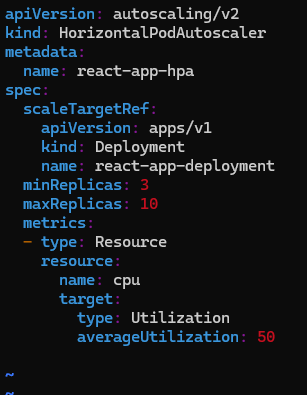 apiVersion: autoscaling/v2
kind: HorizontalPodAutoscaler
metadata:
  name: react-app-hpa
spec:
  scaleTargetRef:
    apiVersion: apps/v1
    kind: Deployment
    name: react-app-deployment
  minReplicas: 3
  maxReplicas: 10
  metrics:
  - type: Resource
    resource:
      name: cpu
      target:
        type: Utilization
        averageUtilization: 50
~
~